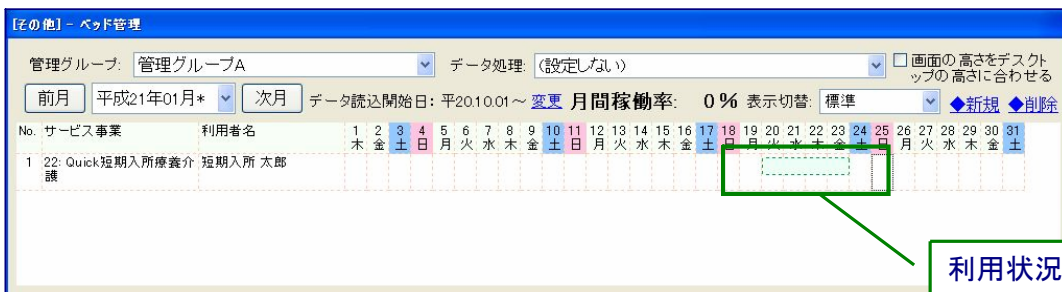 [その他] - ベッド管理
管理グループ: 管理グループA データ処理: (設定しない) 画面の高さをデスクトップの高さに合わせる
前月 平成21年01月* 次月 データ読込開始日: 平20.10.01～ 変更 月間稼働率: 0% 表示切替: 標準 ◆新規 ◆削除
No. サービス事業 利用者名 1 2 3 4 5 6 7 8 9 10 11 12 13 14 15 16 17 18 19 20 21 22 23 24 25 26 27 28 29 30 31
木 金 土 日 月 火 水 木 金 土 日 月 火 水 木 金 土 日 月 火 水 木 金 土 日 月 火 水 木 金 土
1 22: Quick短期入所療養介護 短期入所 太郎
利用状況